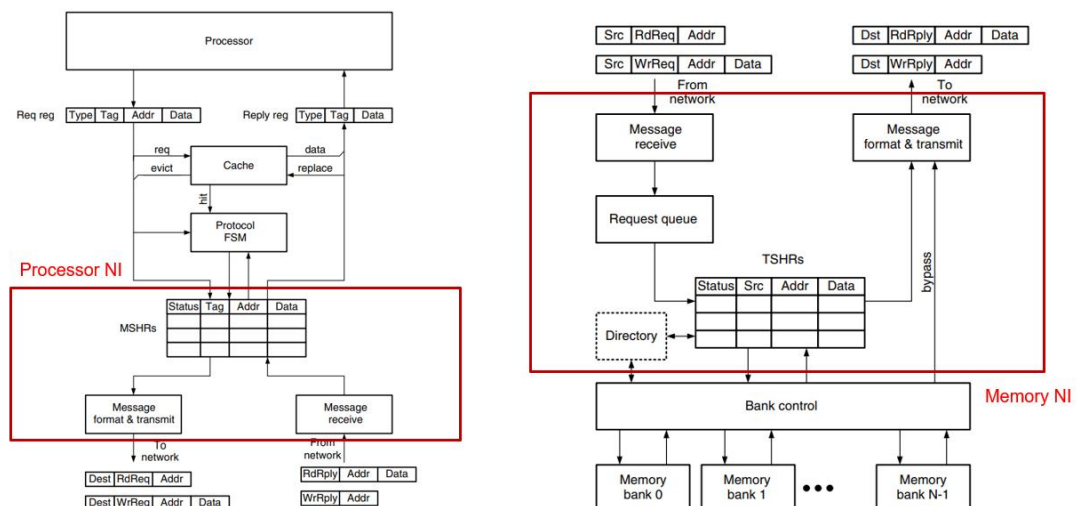 Processor
Req reg Type Tag Addr Data
Reply reg Type Tag Data
req
evict
Cache
data
replace
hit
Protocol
FSM
Processor NI
MSHRs
Status Tag Addr Data
Message
format & transmit
Message
receive
To
network
From
network
Dest RdReq Addr
Dest WrReq Addr Data
RdRply Addr Data
WrRply Addr
Src RdReq Addr
Src WrReq Addr Data
Dst RdRply Addr Data
Dst WrRply Addr
From
network
To
network
Message
receive
Message
format & transmit
Request queue
TSHRs
Status Src Addr Data
bypass
Directory
Memory NI
Bank control
Memory
bank 0
Memory
bank 1
•••
Memory
bank N-1